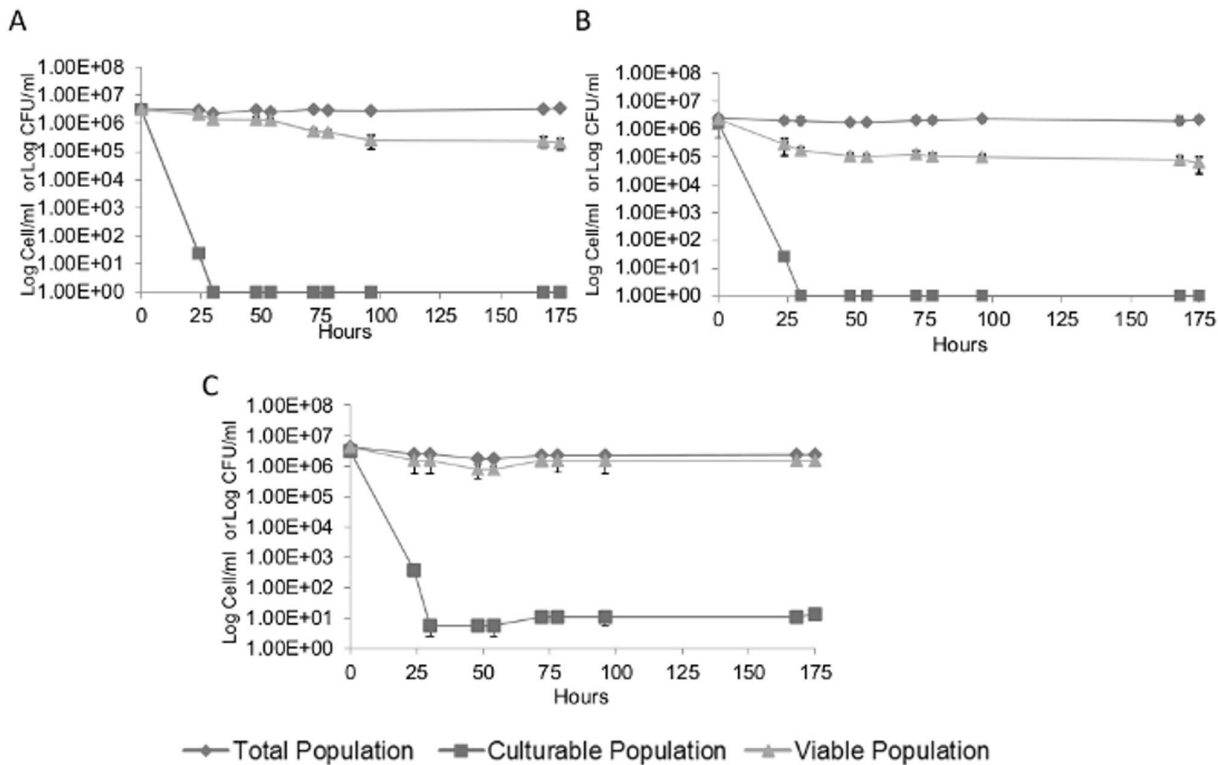 A
Log Cell/ml or Log CFU/ml
1.00E+08
1.00E+07
1.00E+06
1.00E+05
1.00E+04
1.00E+03
1.00E+02
1.00E+01
1.00E+00
0 25 50 75 100 125 150 175
Hours
B
Log Cell/ml or Log CFU/ml
1.00E+08
1.00E+07
1.00E+06
1.00E+05
1.00E+04
1.00E+03
1.00E+02
1.00E+01
1.00E+00
0 25 50 75 100 125 150 175
Hours
C
Log Cell/ml or Log CFU/ml
1.00E+08
1.00E+07
1.00E+06
1.00E+05
1.00E+04
1.00E+03
1.00E+02
1.00E+01
1.00E+00
0 25 50 75 100 125 150 175
Hours
Total Population Culturable Population Viable Population